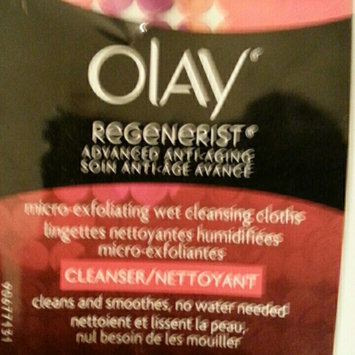 OLAY®
REGENERIST®
ADVANCED ANTI-AGING
SOIN ANTI-ÂGE AVANCÉ
micro-exfoliating wet cleansing cloths
lingettes nettoyantes humidifiées
micro-exfoliantes
CLEANSER/NETTOYANT
cleans and smoothes, no water needed
nettoient et lissent la peau,
nul besoin de les mouiller